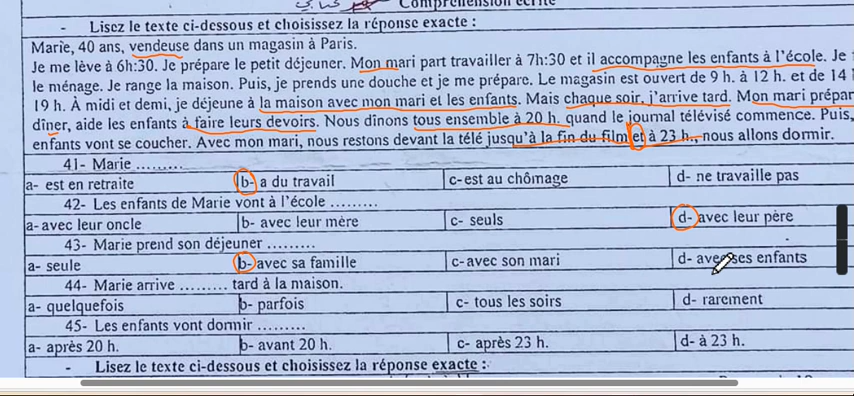 Compréhension écrite
- Lisez le texte ci-dessous et choisissez la réponse exacte :
Marie, 40 ans, vendeuse dans un magasin à Paris.
Je me lève à 6h:30. Je prépare le petit déjeuner. Mon mari part travailler à 7h:30 et il accompagne les enfants à l'école. Je
le ménage. Je range la maison. Puis, je prends une douche et je me prépare. Le magasin est ouvert de 9 h. à 12 h. et de 14
19 h. À midi et demi, je déjeune à la maison avec mon mari et les enfants. Mais chaque soir, j'arrive tard. Mon mari prépar
dîner, aide les enfants à faire leurs devoirs. Nous dînons tous ensemble à 20 h. quand le journal télévisé commence. Puis,
enfants vont se coucher. Avec mon mari, nous restons devant la télé jusqu'à la fin du film et à 23 h., nous allons dormir.
41- Marie .........
a- est en retraite b- a du travail c- est au chômage d- ne travaille pas
42- Les enfants de Marie vont à l'école .........
a- avec leur oncle b- avec leur mère c- seuls d- avec leur père
43- Marie prend son déjeuner .........
a- seule b- avec sa famille c- avec son mari d- avec ses enfants
44- Marie arrive ......... tard à la maison.
a- quelquefois b- parfois c- tous les soirs d- rarement
45- Les enfants vont dormir .........
a- après 20 h. b- avant 20 h. c- après 23 h. d- à 23 h.
- Lisez le texte ci-dessous et choisissez la réponse exacte :